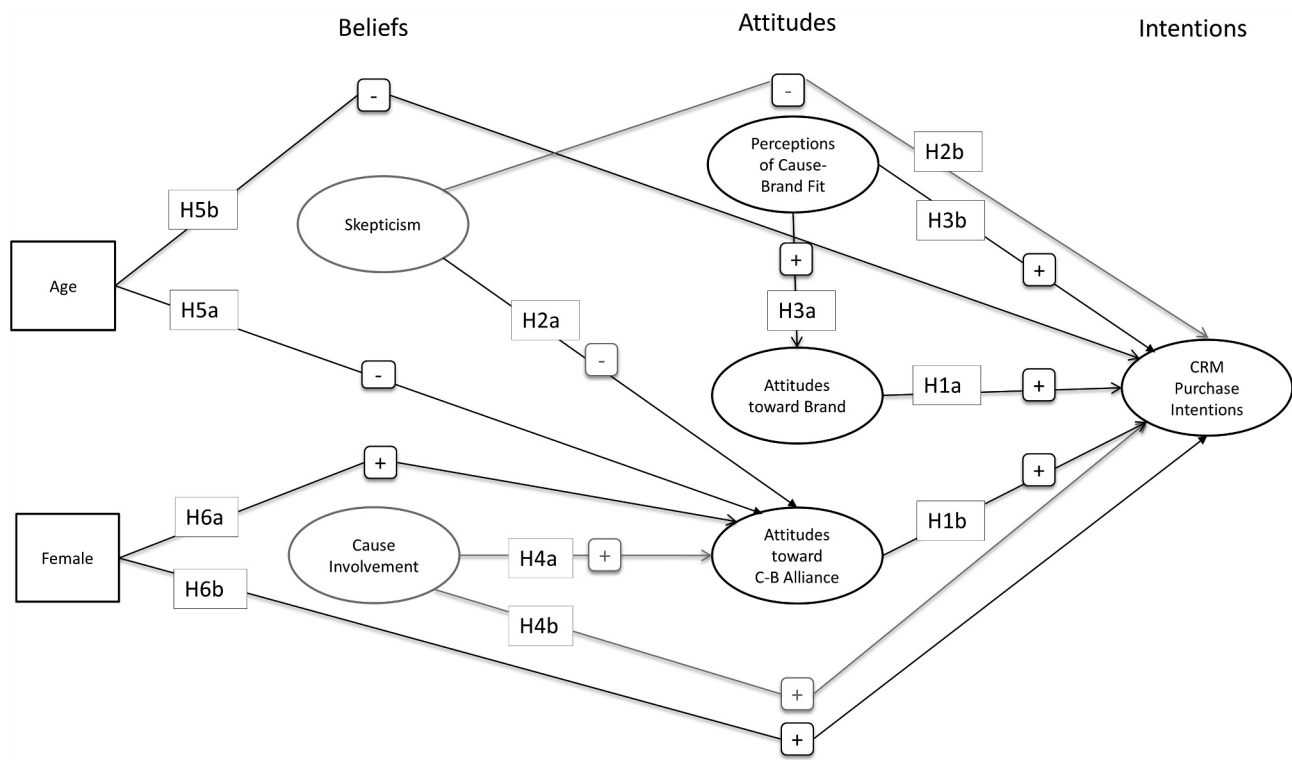 Beliefs
Attitudes
Intentions
-
-
Perceptions
of Cause-
Brand Fit
H2b
H5b
Skepticism
H3b
+
+
Age
H5a
H2a
H3a
-
-
Attitudes
toward Brand
H1a
+
CRM
Purchase
Intentions
+
+
H6a
H1b
Female
Cause
Involvement
H4a
+
Attitudes
toward
C-B Alliance
H6b
H4b
+
+